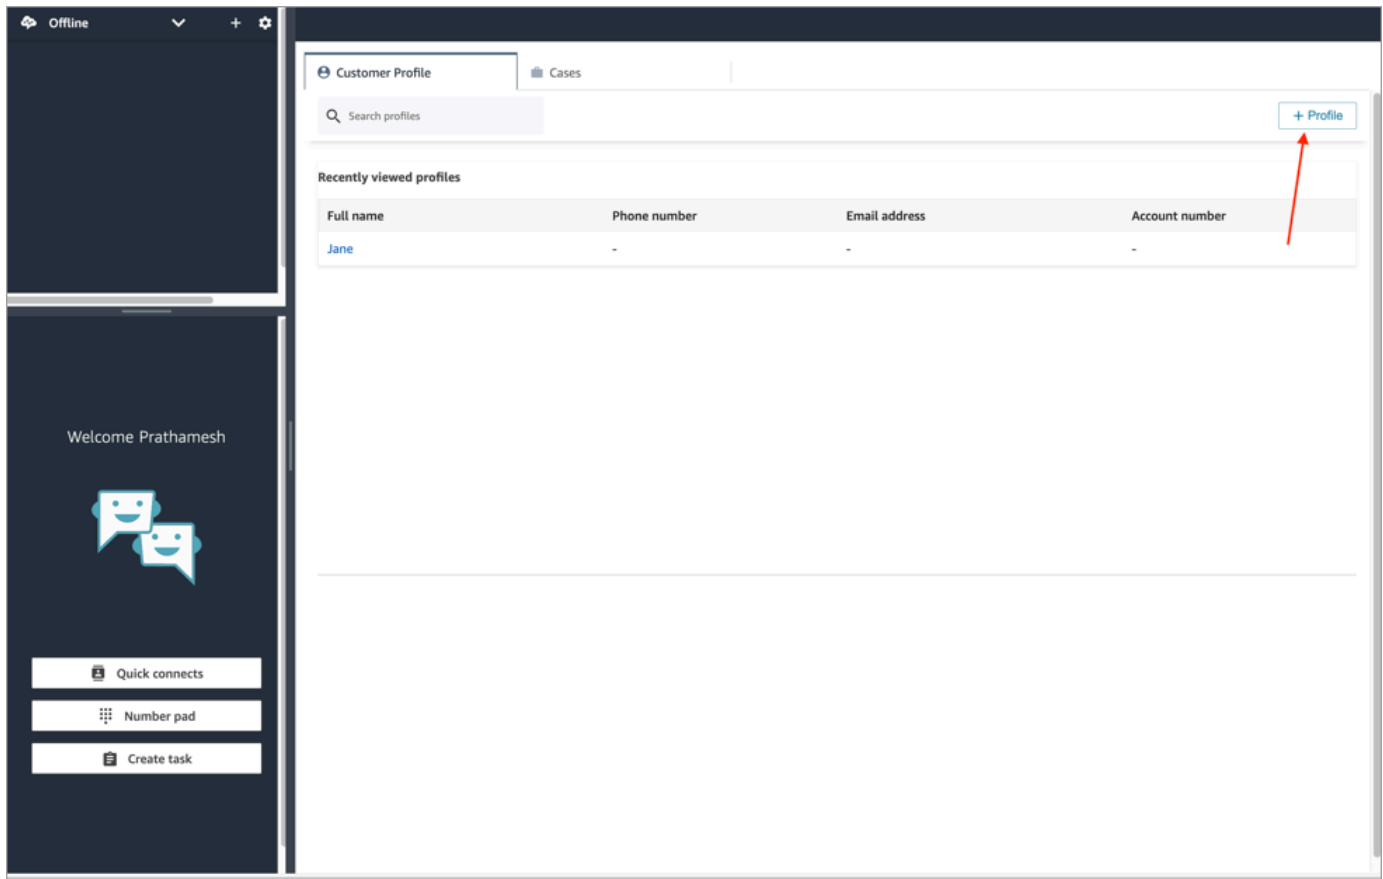 Offline
Customer Profile
Cases
Search profiles
+ Profile
Recently viewed profiles
Full name Phone number Email address Account number
Jane - - -
Welcome Prathamesh
Quick connects
Number pad
Create task